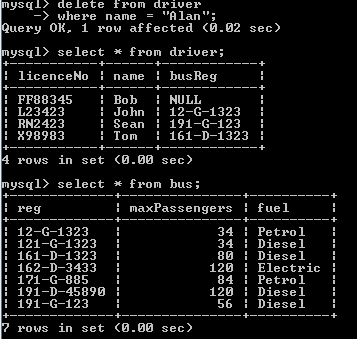 mysql> delete from driver
    -> where name = "Alan";
Query OK, 1 row affected (0.02 sec)
mysql> select * from driver;
+-----------+------+------------+
| licenceNo | name | busReg     |
+-----------+------+------------+
| FF88345   | Bob  | NULL       |
| L23423    | John | 12-G-1323  |
| RN2423    | Sean | 191-G-123  |
| X98983    | Tom  | 161-D-1323 |
+-----------+------+------------+
4 rows in set (0.00 sec)
mysql> select * from bus;
+-------------+---------------+----------+
| reg         | maxPassengers | fuel     |
+-------------+---------------+----------+
| 12-G-1323   |            34 | Petrol   |
| 121-G-1323  |            34 | Diesel   |
| 161-D-1323  |            80 | Diesel   |
| 162-D-3433  |           120 | Electric |
| 171-G-885   |            84 | Petrol   |
| 191-D-45890 |           120 | Diesel   |
| 191-G-123   |            56 | Diesel   |
+-------------+---------------+----------+
7 rows in set (0.00 sec)